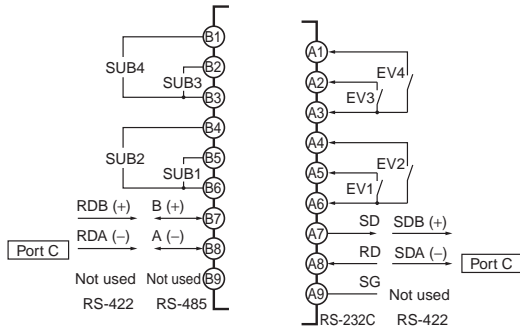 B1
SUB4
B2
SUB3
B3
B4
SUB2
B5
SUB1
B6
RDB (+) B (+) B7
Port C RDA (−) A (−) B8
Not used Not used B9
RS-422 RS-485
A1
A2 EV3 EV4
A3
A4
A5 EV1 EV2
A6
A7 SD SDB (+)
A8 RD SDA (−) Port C
A9 SG Not used
RS-232C RS-422